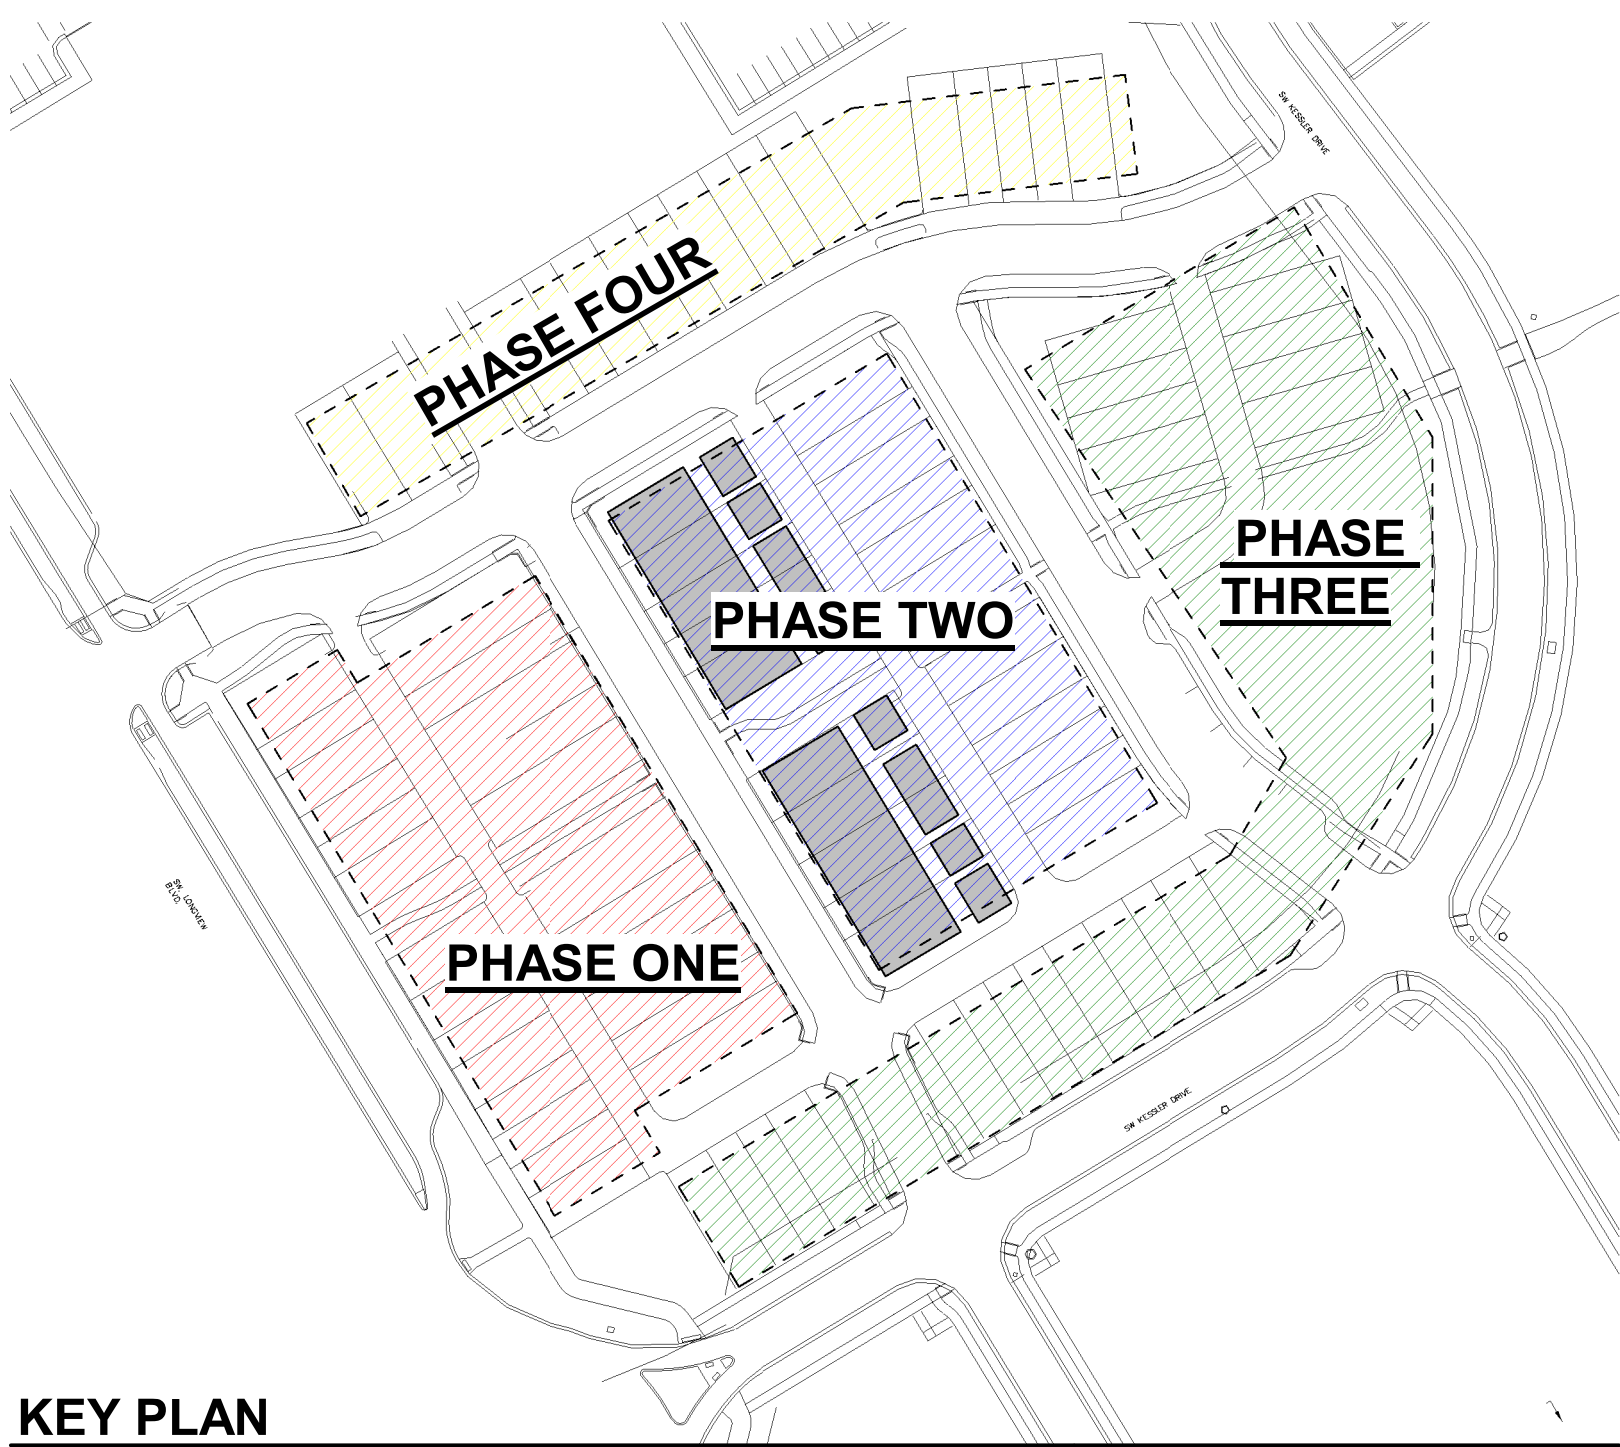 SW KESSLER DRIVE
PHASE FOUR
PHASE
THREE
PHASE TWO
SW. LONGVIEW
BLVD.
PHASE ONE
SW KESSLER DRIVE
KEY PLAN